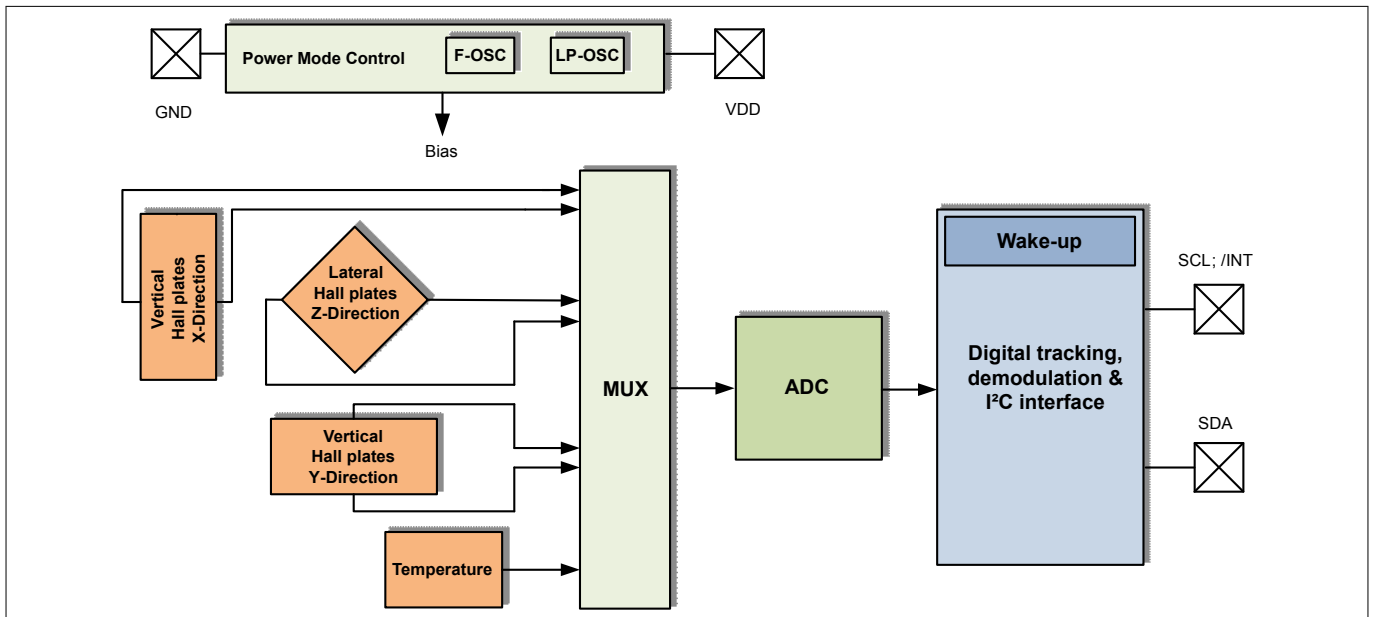 Power Mode Control
F-OSC
LP-OSC
GND
VDD
Bias
Vertical
Hall plates
X-Direction
Lateral
Hall plates
Z-Direction
Vertical
Hall plates
Y-Direction
Temperature
MUX
ADC
Wake-up
Digital tracking,
demodulation &
I²C interface
SCL; /INT
SDA